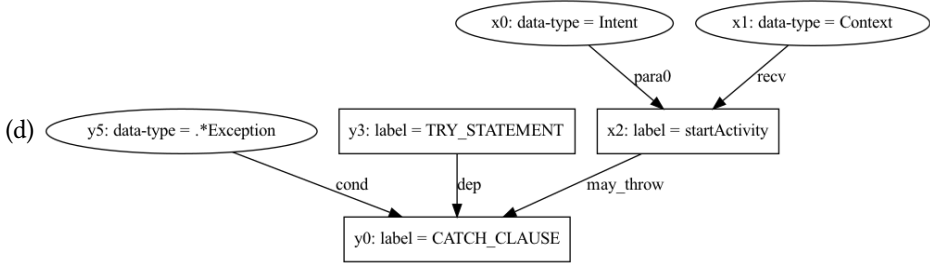 x0: data-type = Intent
x1: data-type = Context
para0
recv
(d)
y5: data-type = .*Exception
y3: label = TRY_STATEMENT
x2: label = startActivity
cond
dep
may_throw
y0: label = CATCH_CLAUSE